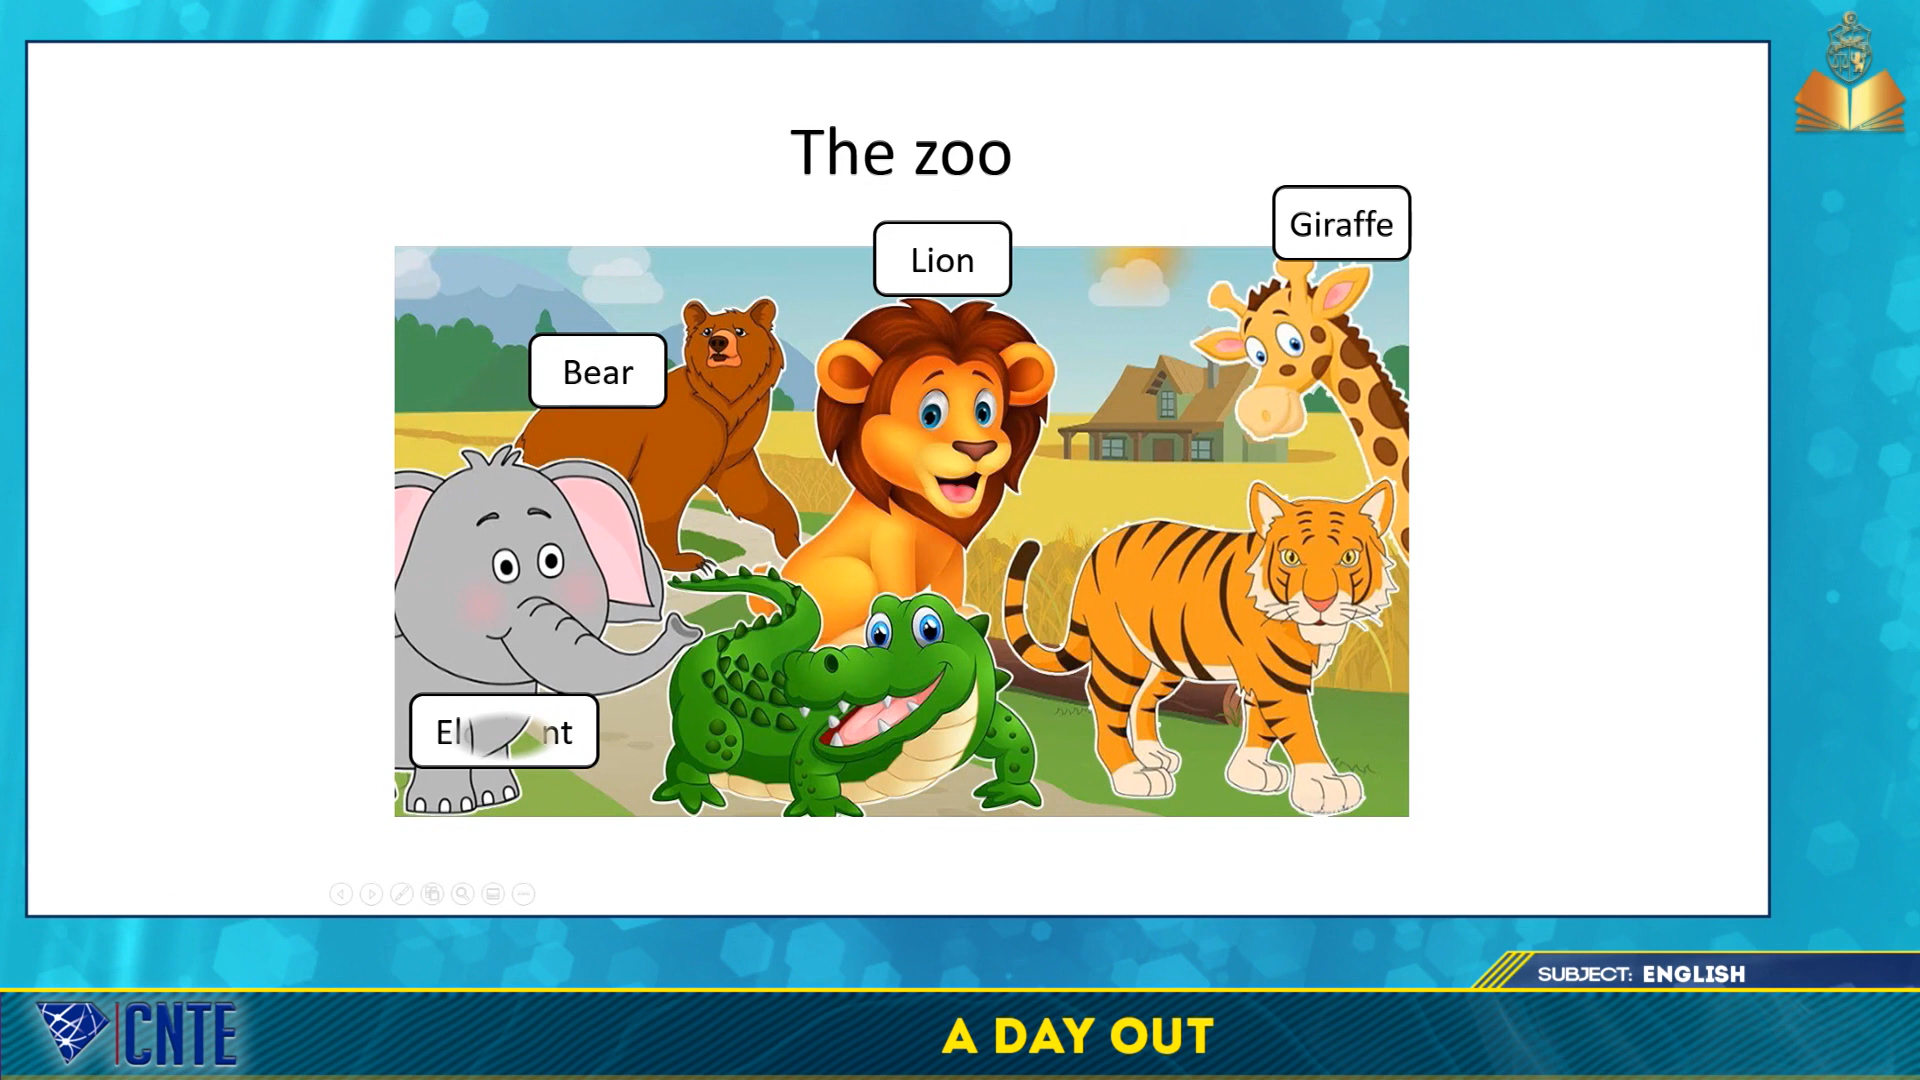 The zoo
Giraffe
Lion
Bear
SUBJECT: ENGLISH
CNTE
A DAY OUT